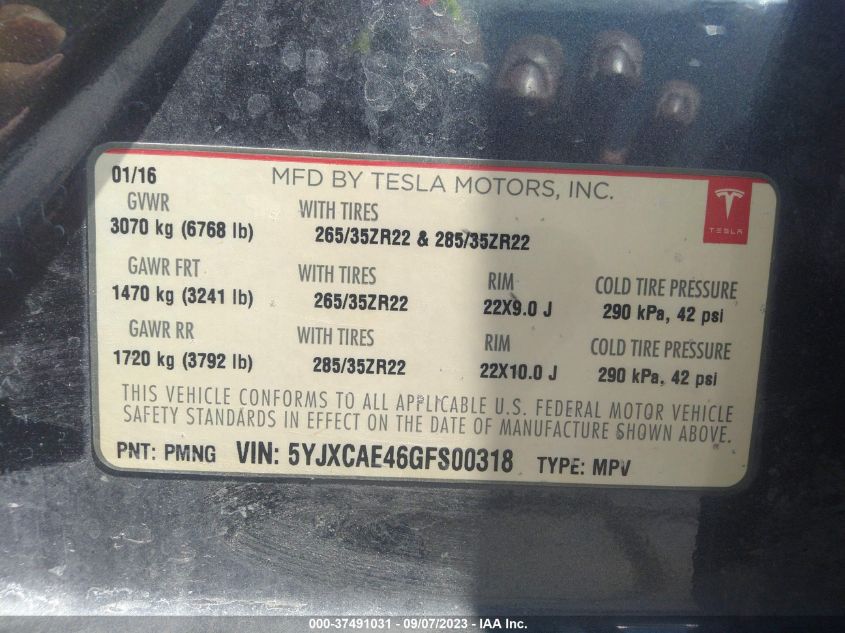 01/16 MFD BY TESLA MOTORS, INC.
TESLA
GVWR WITH TIRES
3070 kg (6768 lb) 265/35ZR22 & 285/35ZR22
GAWR FRT WITH TIRES RIM COLD TIRE PRESSURE
1470 kg (3241 lb) 265/35ZR22 22X9.0 J 290 kPa, 42 psi
GAWR RR WITH TIRES RIM COLD TIRE PRESSURE
1720 kg (3792 lb) 285/35ZR22 22X10.0 J 290 kPa, 42 psi
THIS VEHICLE CONFORMS TO ALL APPLICABLE U.S. FEDERAL MOTOR VEHICLE
SAFETY STANDARDS IN EFFECT ON THE DATE OF MANUFACTURE SHOWN ABOVE.
PNT: PMNG VIN: 5YJXCAE46GFS00318 TYPE: MPV
000-37491031 - 09/07/2023 - IAA Inc.